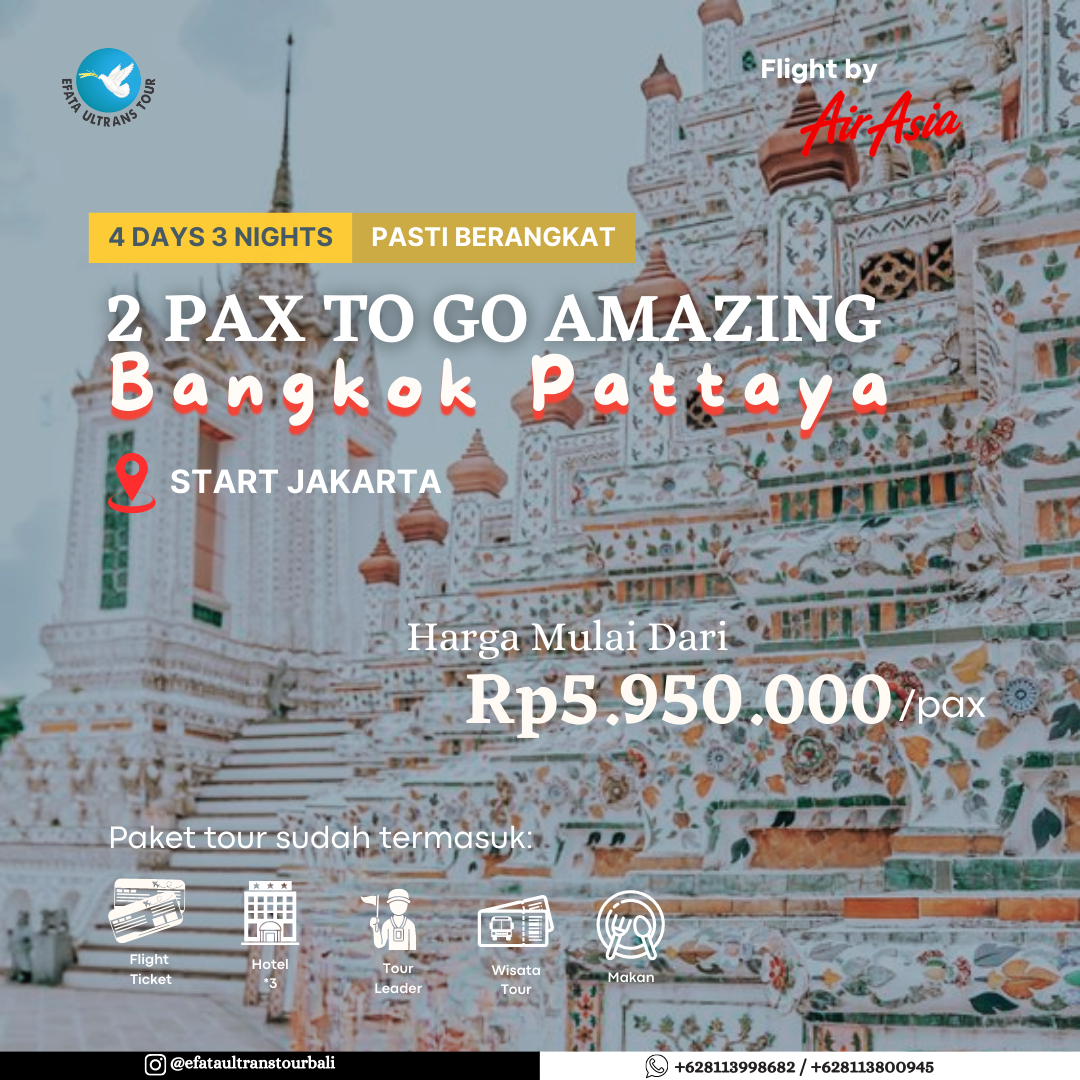 EFATA ULTRANS TOUR
Flight by
AirAsia
4 DAYS 3 NIGHTS
PASTI BERANGKAT
2 PAX TO GO AMAZING
Bangkok Pattaya
START JAKARTA
Harga Mulai Dari
Rp5.950.000/pax
Paket tour sudah termasuk:
Flight
Ticket
Hotel
*3
Tour
Leader
Wisata
Tour
Makan
@efataultranstourbali
+628113998682 / +628113800945